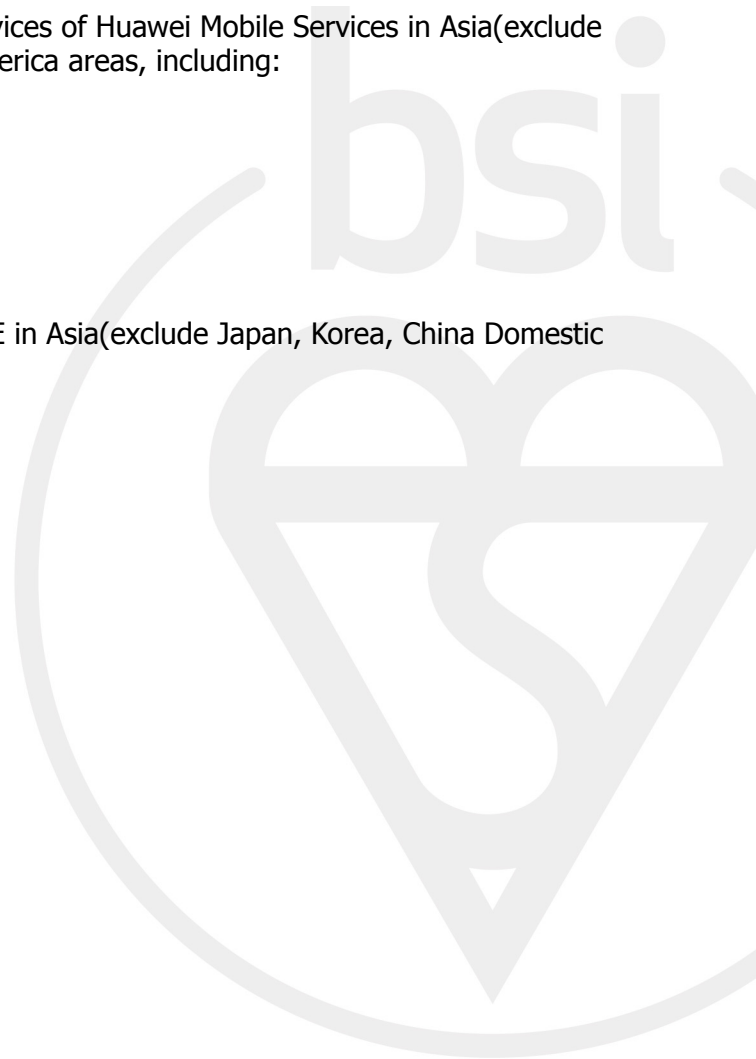 vices of Huawei Mobile Services in Asia(exclude
erica areas, including:
bsi
E in Asia(exclude Japan, Korea, China Domestic